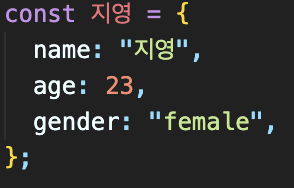 const 지영 = {
  name: "지영",
  age: 23,
  gender: "female",
};